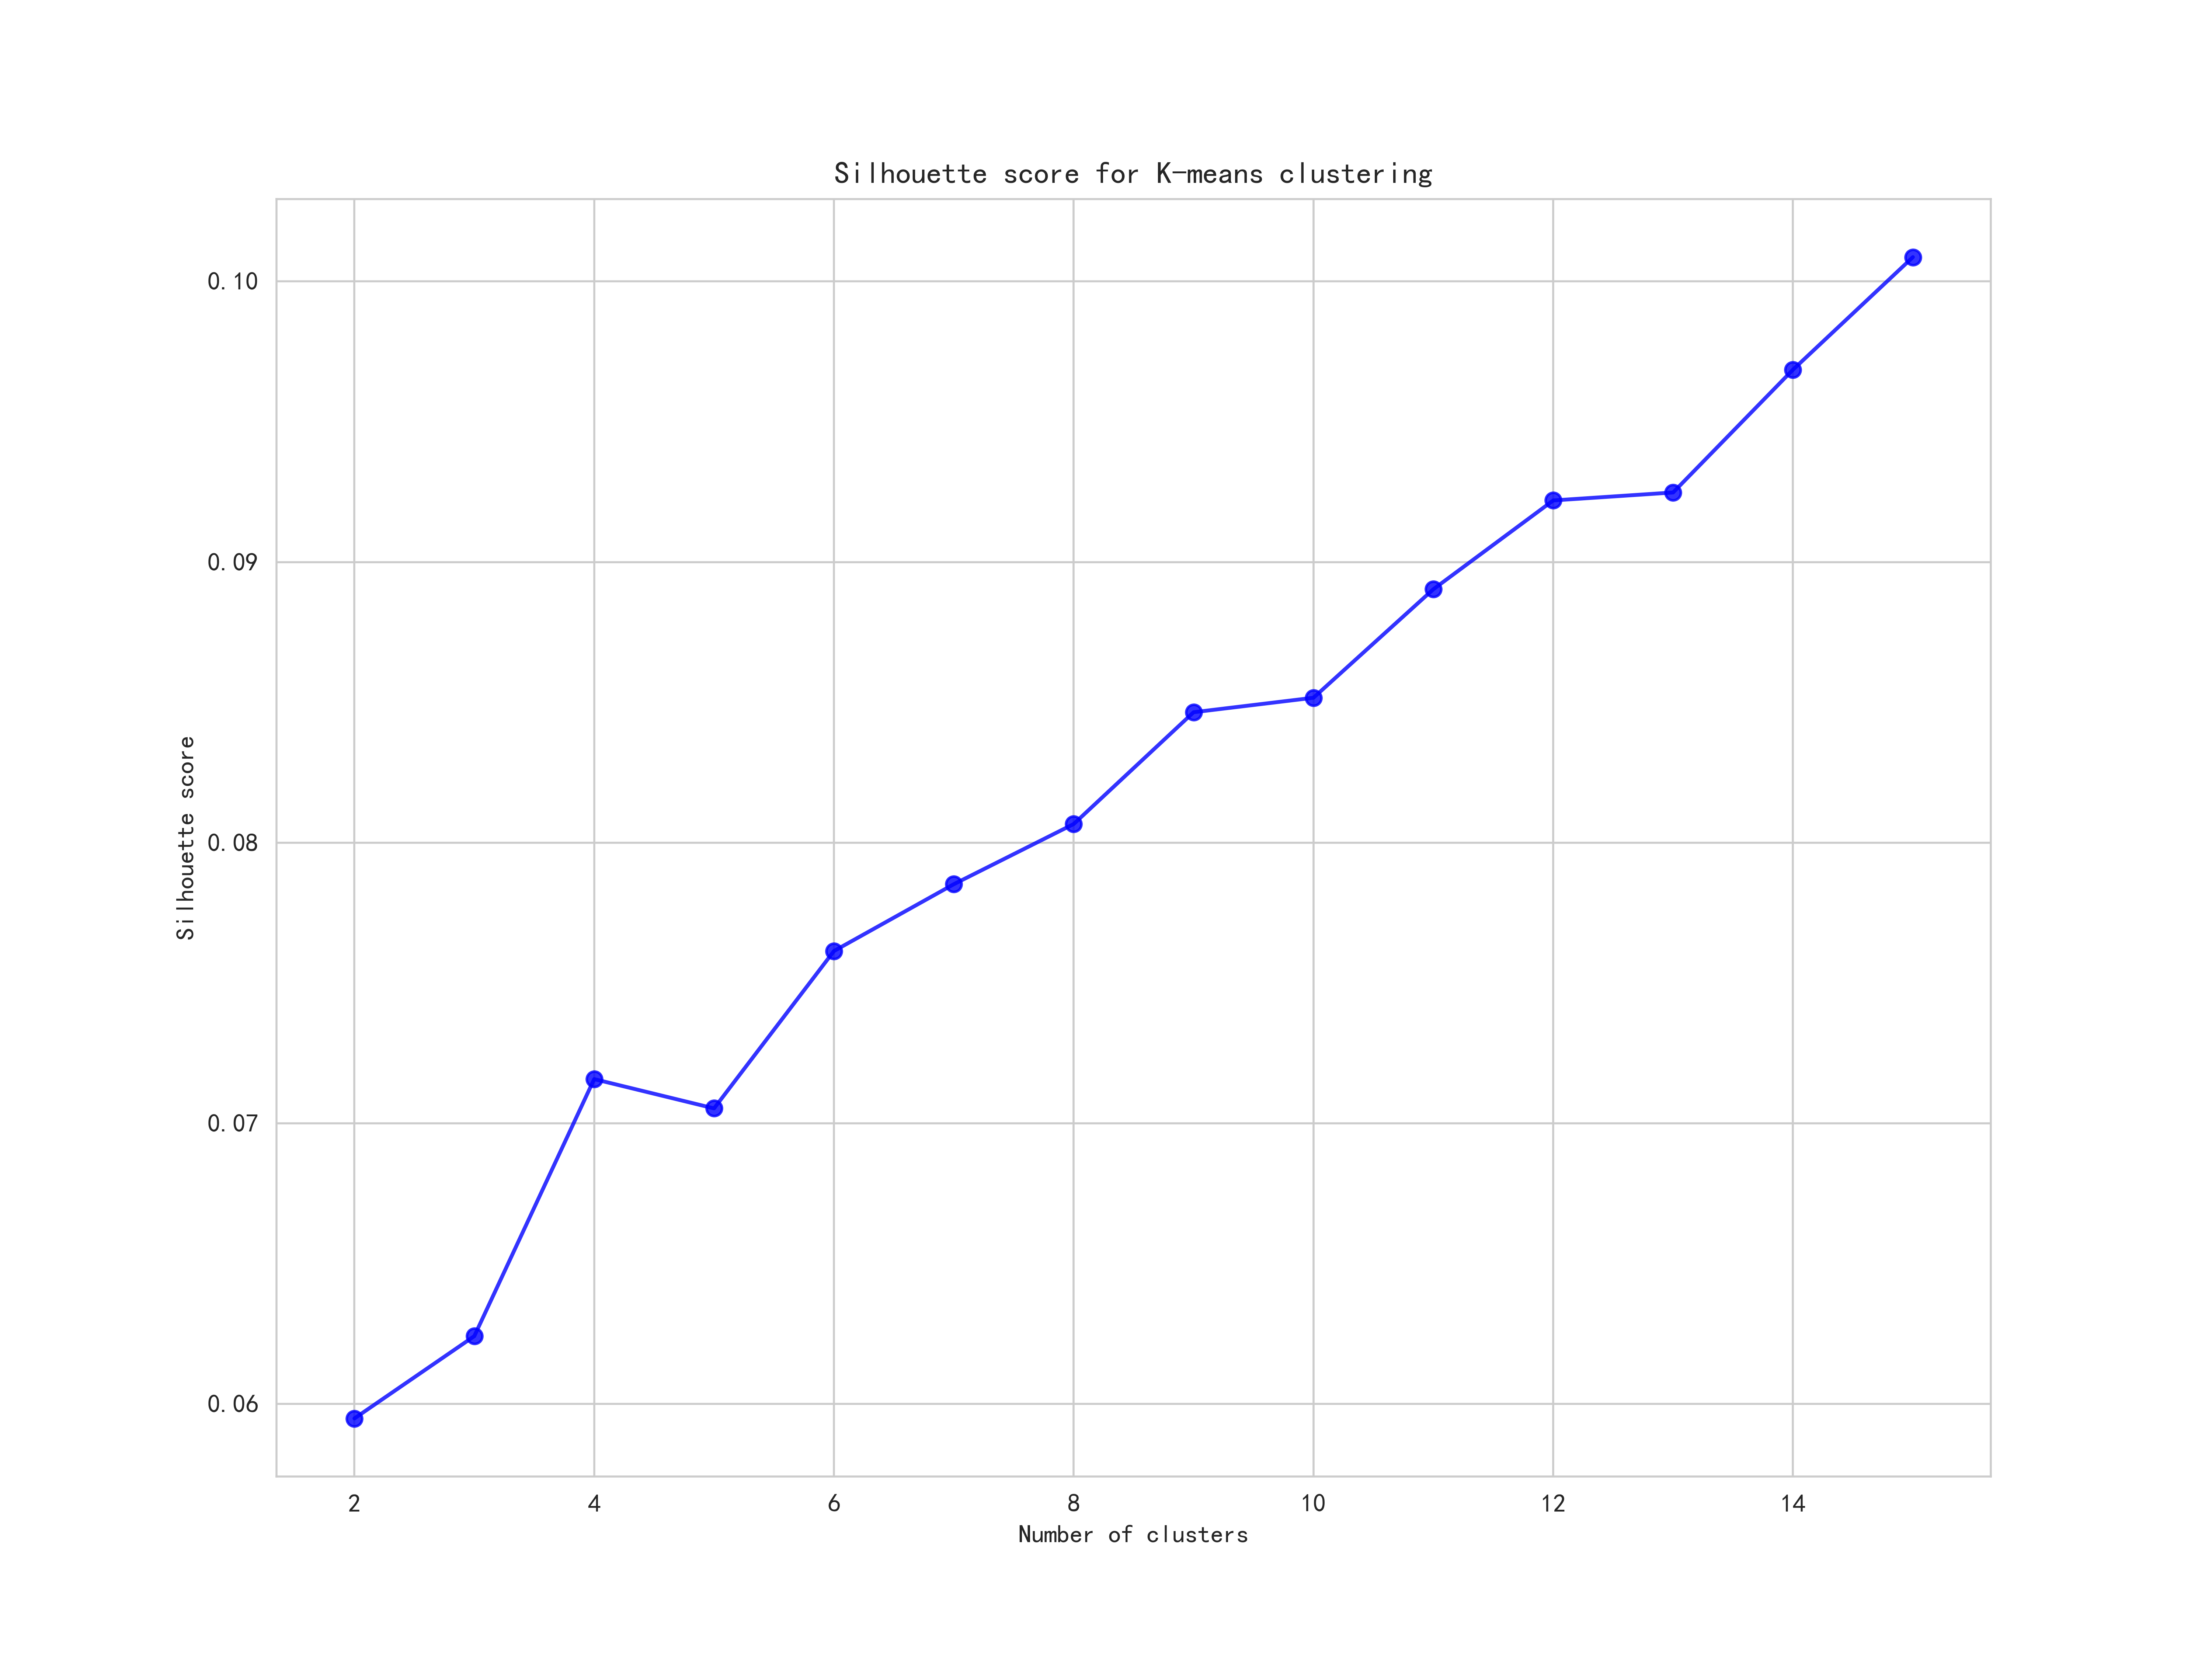 Silhouette score for K-means clustering
0.10
0.09
0.08
0.07
0.06
Silhouette score
2 4 6 8 10 12 14
Number of clusters